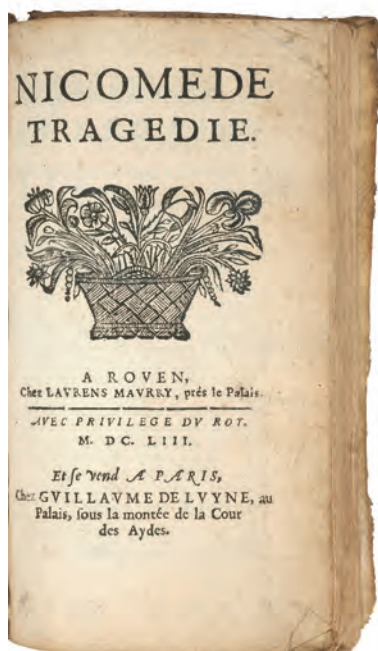 NICOMEDE
TRAGEDIE.
A ROVEN,
Chez LAVRENS MAVRRY, prés le Palais.
AVEC PRIVILEGE DV ROY.
M. DC. LIII.
Et se vend A PARIS,
Chez GVILLAVME DE LVYNE, au
Palais, sous la montée de la Cour
des Aydes.